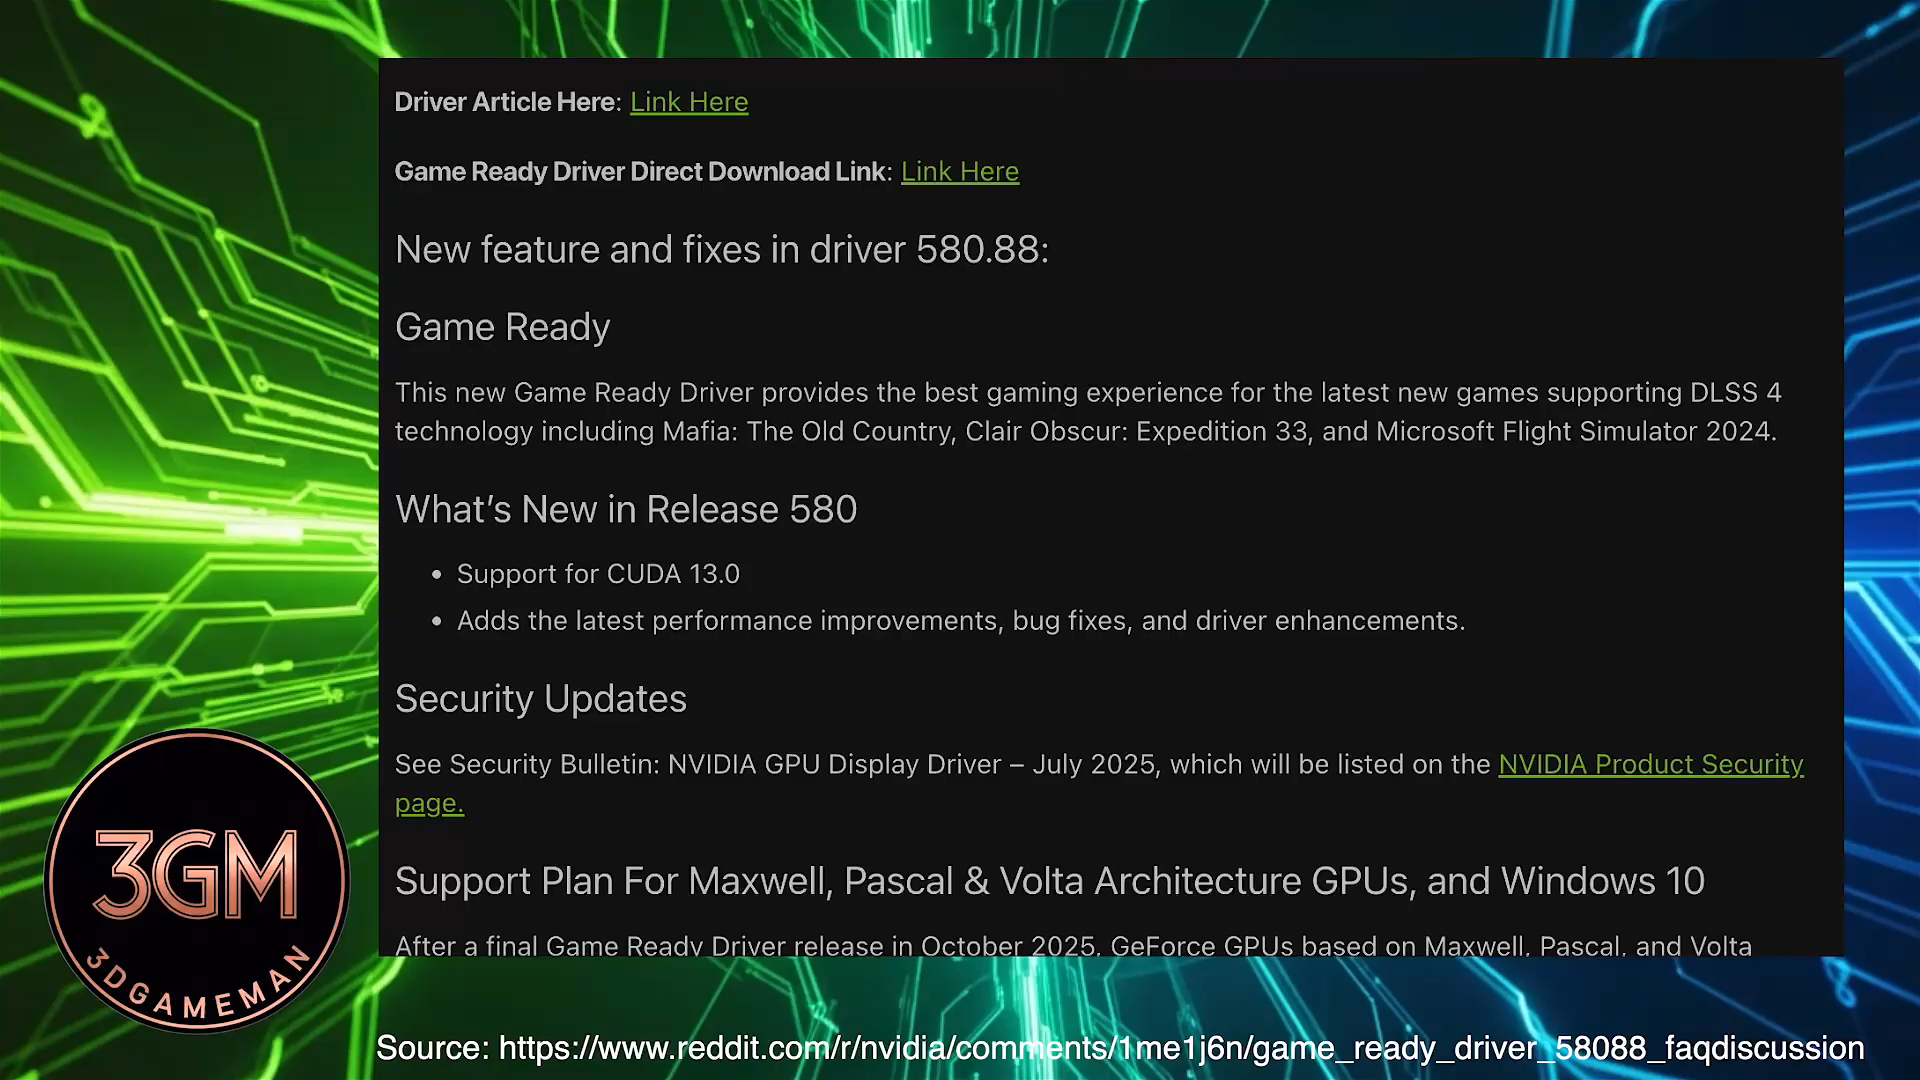 Driver Article Here: Link Here
Game Ready Driver Direct Download Link: Link Here
New feature and fixes in driver 580.88:
Game Ready
This new Game Ready Driver provides the best gaming experience for the latest new games supporting DLSS 4
technology including Mafia: The Old Country, Clair Obscur: Expedition 33, and Microsoft Flight Simulator 2024.
What's New in Release 580
• Support for CUDA 13.0
• Adds the latest performance improvements, bug fixes, and driver enhancements.
Security Updates
See Security Bulletin: NVIDIA GPU Display Driver – July 2025, which will be listed on the NVIDIA Product Security
page.
Support Plan For Maxwell, Pascal & Volta Architecture GPUs, and Windows 10
After a final Game Ready Driver release in October 2025, GeForce GPUs based on Maxwell, Pascal, and Volta
3GM
3DGAMEMAN
Source: https://www.reddit.com/r/nvidia/comments/1me1j6n/game_ready_driver_58088_faqdiscussion